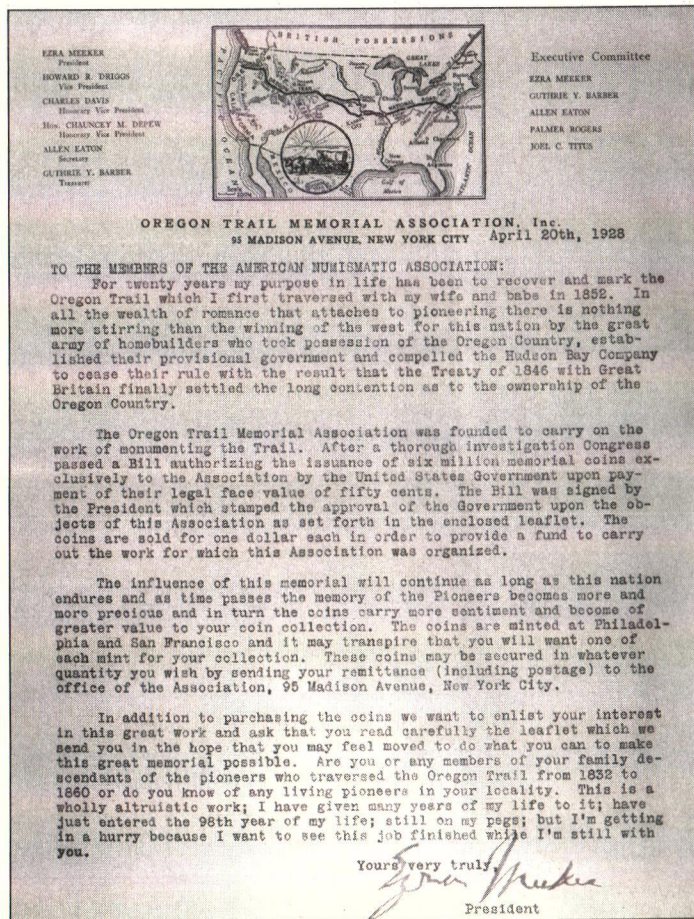 EZRA MEEKER
President
HOWARD R. DRIGGS
Vice President
CHARLES DAVIS
Honorary Vice President
Hon. CHAUNCEY M. DEPEW
Honorary Vice President
ALLEN EATON
Secretary
GUTHRIE Y. BARBER
Treasurer
BRITISH POSSESSIONS
GREAT LAKES
PACIFIC OCEAN
MEXICO
Gulf of Mexico
ATLANTIC OCEAN
Executive Committee
EZRA MEEKER
GUTHRIE Y. BARBER
ALLEN EATON
PALMER ROGERS
JOEL C. TITUS
OREGON TRAIL MEMORIAL ASSOCIATION, Inc.
95 MADISON AVENUE, NEW YORK CITY April 20th, 1928
TO THE MEMBERS OF THE AMERICAN NUMISMATIC ASSOCIATION:
For twenty years my purpose in life has been to recover and mark the
Oregon Trail which I first traversed with my wife and babe in 1852. In
all the wealth of romance that attaches to pioneering there is nothing
more stirring than the winning of the west for this nation by the great
army of homebuilders who took possession of the Oregon Country, estab-
lished their provisional government and compelled the Hudson Bay Company
to cease their rule with the result that the Treaty of 1846 with Great
Britain finally settled the long contention as to the ownership of the
Oregon Country.
The Oregon Trail Memorial Association was founded to carry on the
work of monumenting the Trail. After a thorough investigation Congress
passed a Bill authorizing the issuance of six million memorial coins ex-
clusively to the Association by the United States Government upon pay-
ment of their legal face value of fifty cents. The Bill was signed by
the President which stamped the approval of the Government upon the ob-
jects of this Association as set forth in the enclosed leaflet. The
coins are sold for one dollar each in order to provide a fund to carry
out the work for which this Association was organized.
The influence of this memorial will continue as long as this nation
endures and as time passes the memory of the Pioneers becomes more and
more precious and in turn the coins carry more sentiment and become of
greater value to your coin collection. The coins are minted at Philadel-
phia and San Francisco and it may transpire that you will want one of
each mint for your collection. These coins may be secured in whatever
quantity you wish by sending your remittance (including postage) to the
office of the Association, 95 Madison Avenue, New York City.
In addition to purchasing the coins we want to enlist your interest
in this great work and ask that you read carefully the leaflet which we
send you in the hope that you may feel moved to do what you can to make
this great memorial possible. Are you or any members of your family de-
scendants of the pioneers who traversed the Oregon Trail from 1832 to
1860 or do you know of any living pioneers in your locality. This is a
wholly altruistic work; I have given many years of my life to it; have
just entered the 98th year of my life; still on my pegs; but I'm getting
in a hurry because I want to see this job finished while I'm still with
you.
Yours very truly,
Ezra Meeker
President